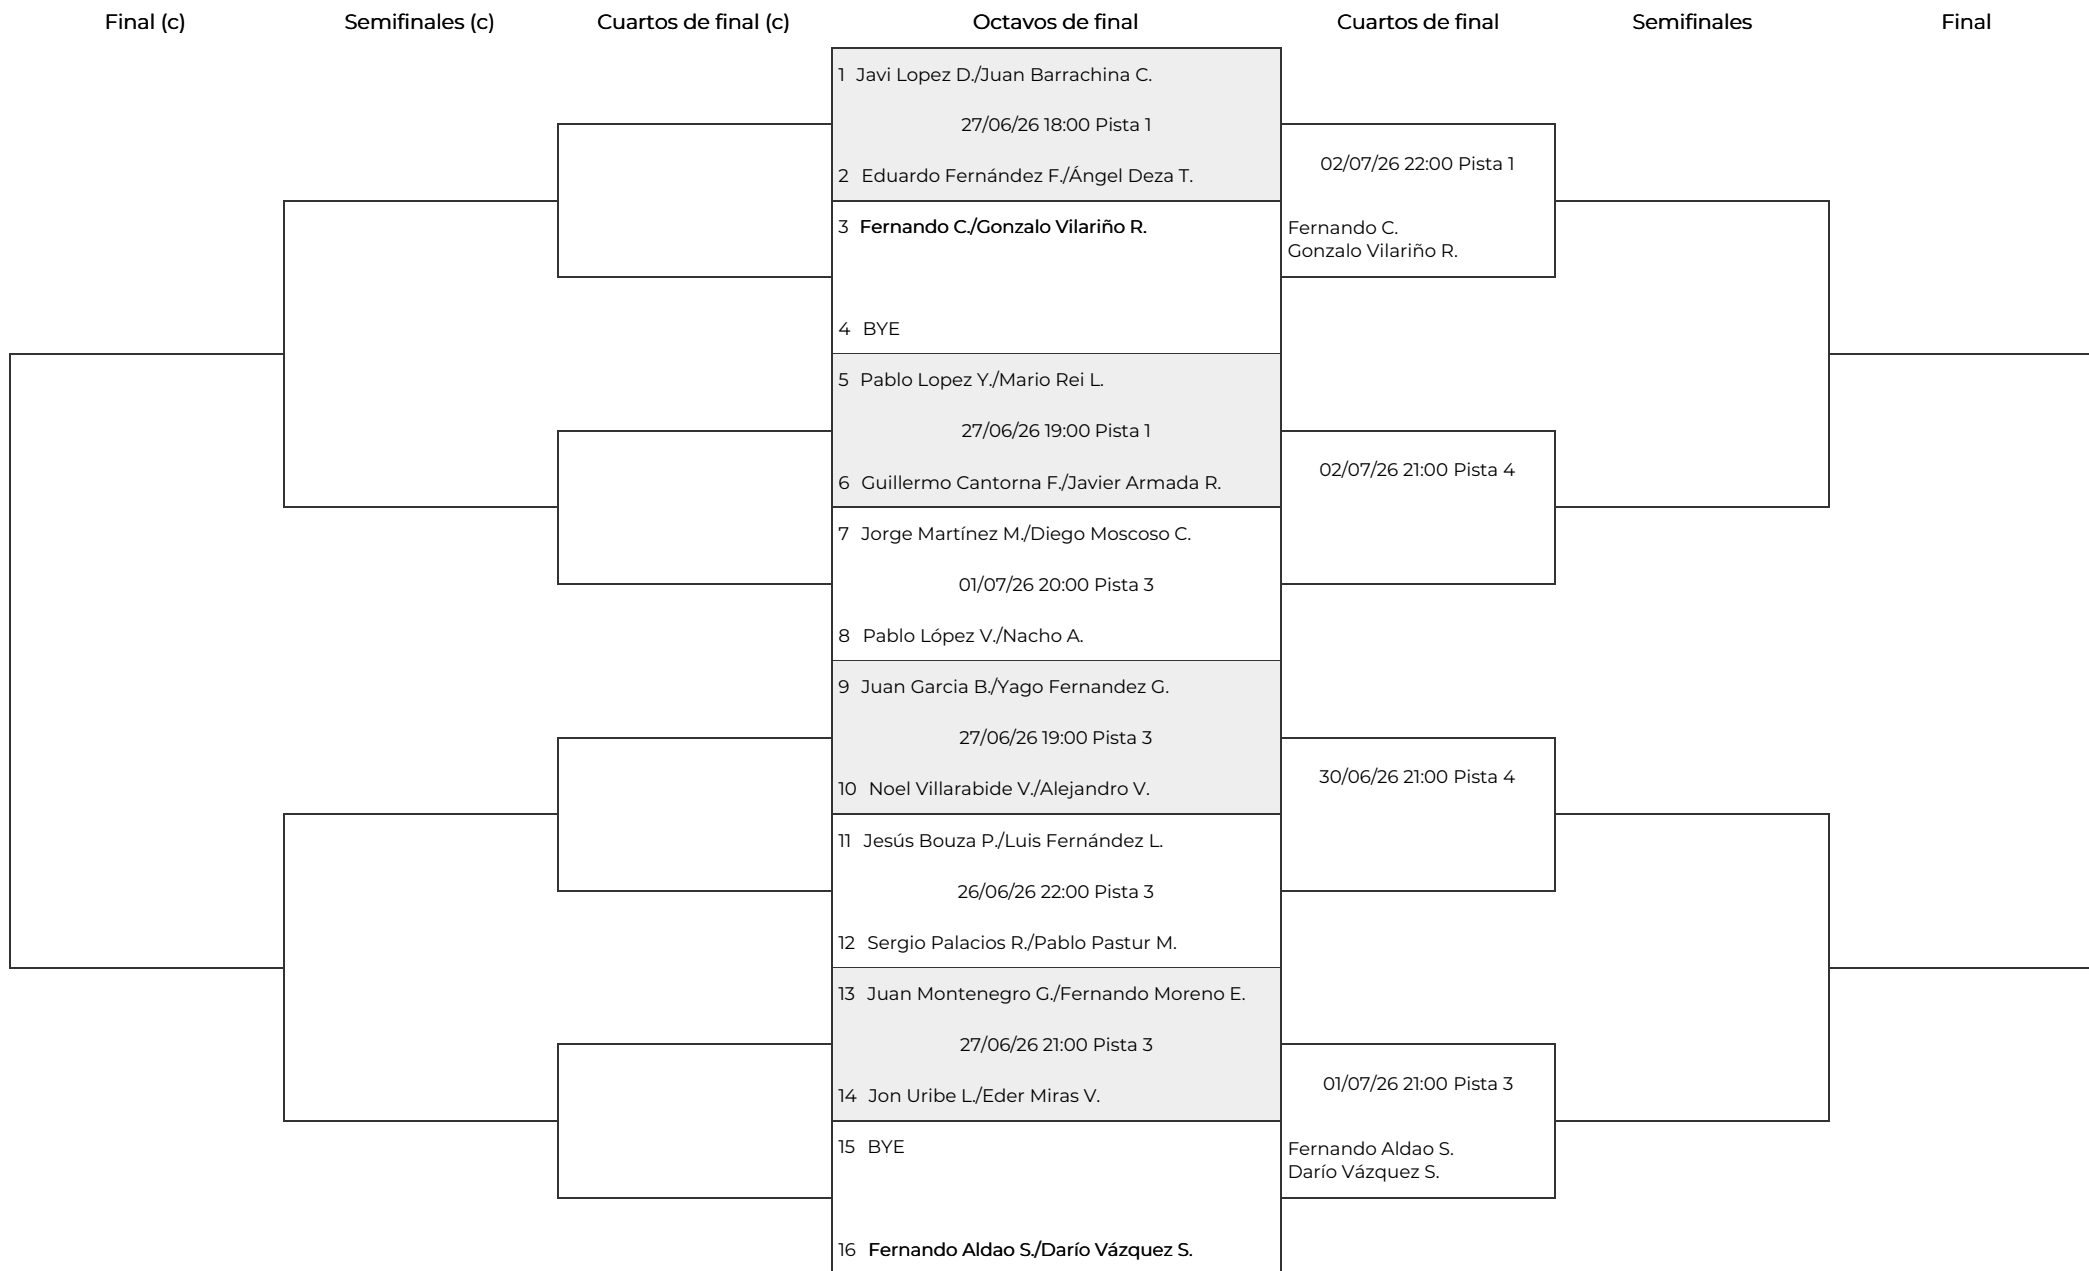 Final (c)
Semifinales (c)
Cuartos de final (c)
Octavos de final
Cuartos de final
Semifinales
Final
1 Javi Lopez D./Juan Barrachina C.
27/06/26 18:00 Pista 1
2 Eduardo Fernández F./Ángel Deza T.
02/07/26 22:00 Pista 1
3 Fernando C./Gonzalo Vilariño R.
Fernando C.
Gonzalo Vilariño R.
4 BYE
5 Pablo Lopez Y./Mario Rei L.
27/06/26 19:00 Pista 1
6 Guillermo Cantorna F./Javier Armada R.
02/07/26 21:00 Pista 4
7 Jorge Martínez M./Diego Moscoso C.
01/07/26 20:00 Pista 3
8 Pablo López V./Nacho A.
9 Juan Garcia B./Yago Fernandez G.
27/06/26 19:00 Pista 3
10 Noel Villarabide V./Alejandro V.
30/06/26 21:00 Pista 4
11 Jesús Bouza P./Luis Fernández L.
26/06/26 22:00 Pista 3
12 Sergio Palacios R./Pablo Pastur M.
13 Juan Montenegro G./Fernando Moreno E.
27/06/26 21:00 Pista 3
14 Jon Uribe L./Eder Miras V.
01/07/26 21:00 Pista 3
15 BYE
Fernando Aldao S.
Darío Vázquez S.
16 Fernando Aldao S./Darío Vázquez S.